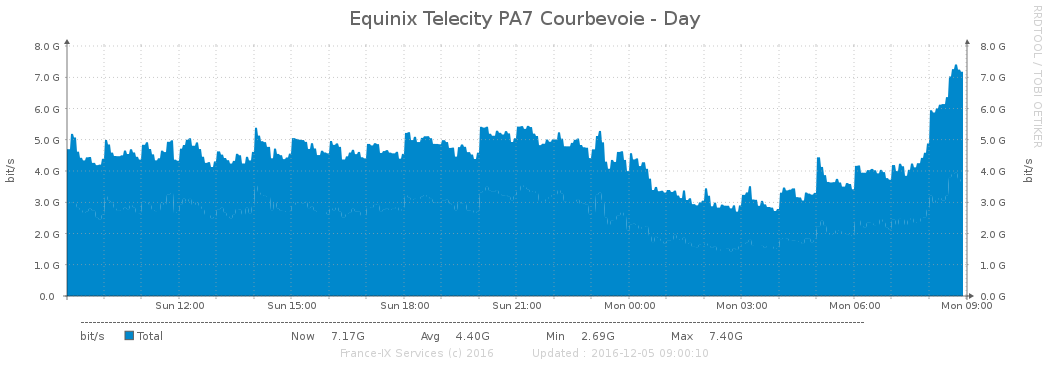 Equinix Telecity PA7 Courbevoie - Day
RRDTOOL / TOBI OETIKER
bit/s
8.0 G 8.0 G
7.0 G 7.0 G
6.0 G 6.0 G
5.0 G 5.0 G
4.0 G 4.0 G
3.0 G 3.0 G
2.0 G 2.0 G
1.0 G 1.0 G
0.0 0.0 G
bit/s
Sun 12:00 Sun 15:00 Sun 18:00 Sun 21:00 Mon 00:00 Mon 03:00 Mon 06:00 Mon 09:00
bit/s Total Now 7.17G Avg 4.40G Min 2.69G Max 7.40G
France-IX Services (c) 2016 Updated : 2016-12-05 09:00:10